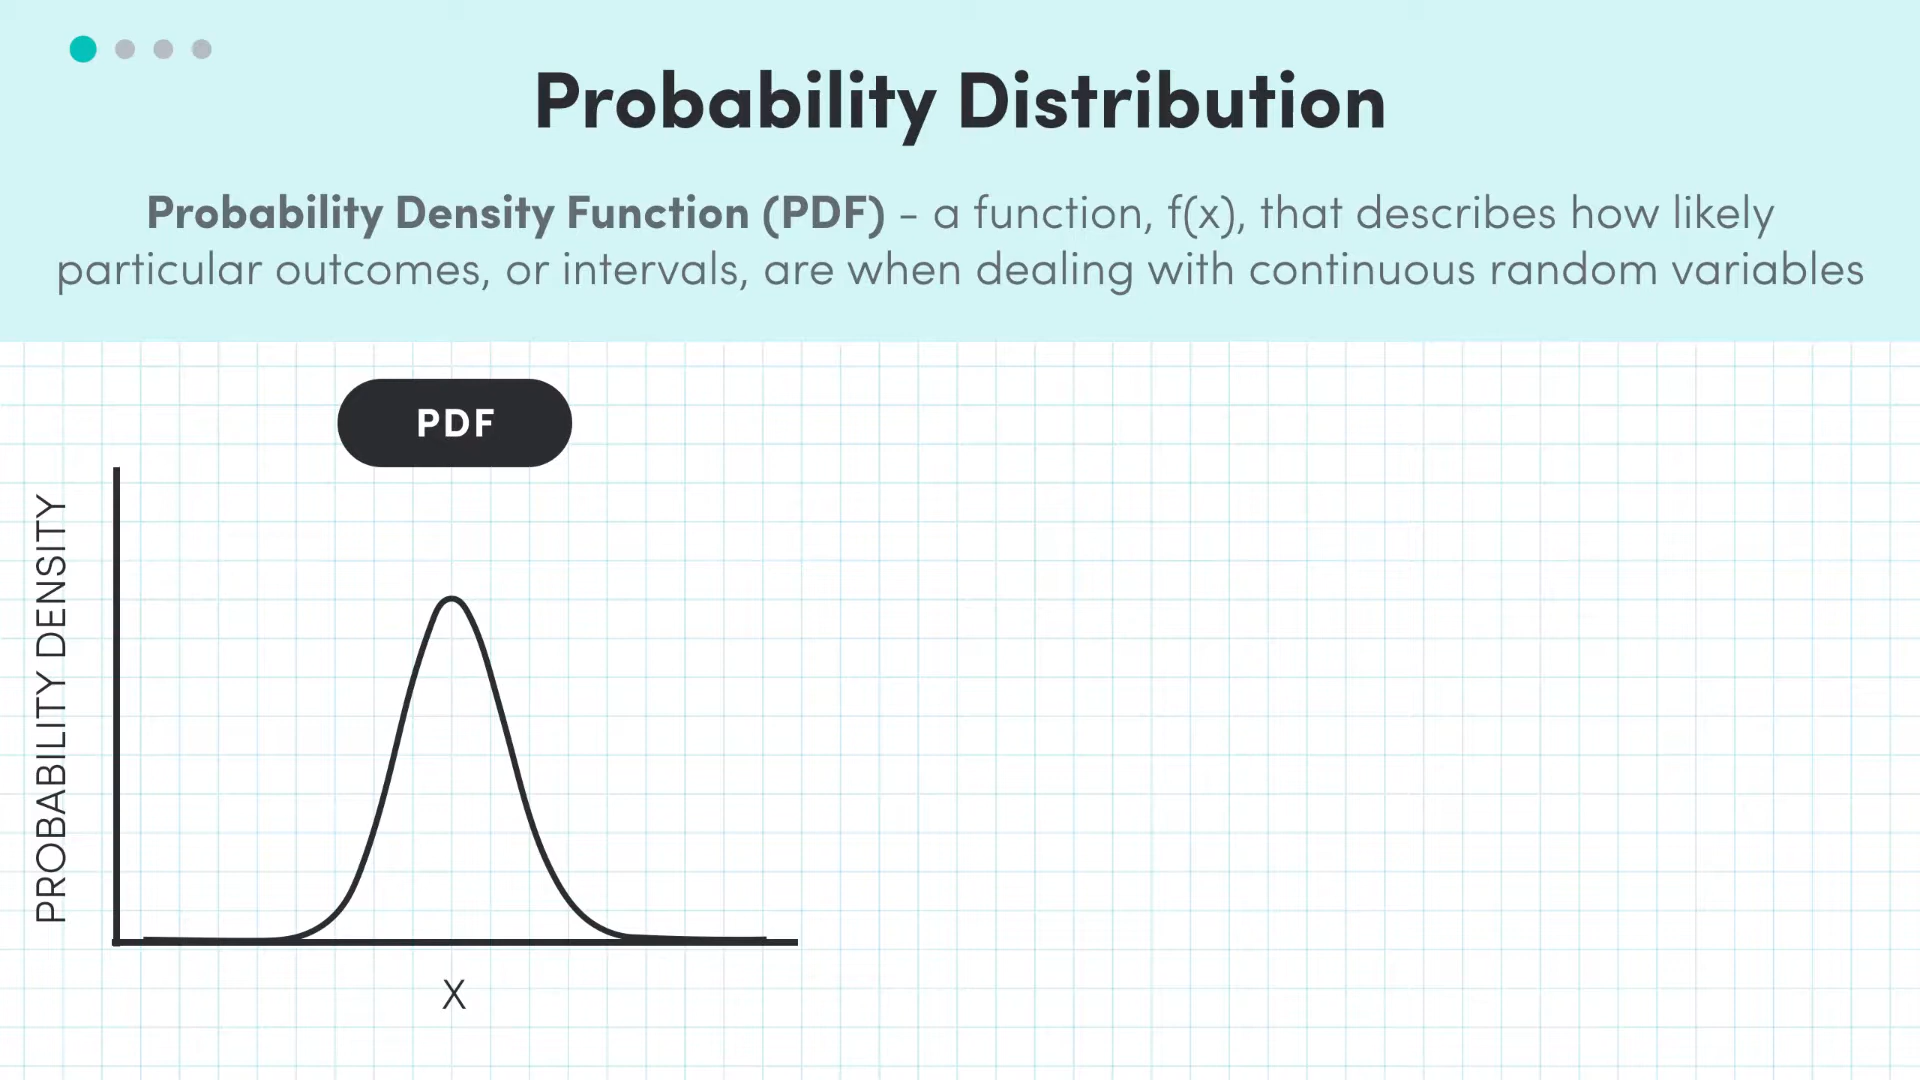 Probability Distribution
Probability Density Function (PDF) - a function, f(x), that describes how likely
particular outcomes, or intervals, are when dealing with continuous random variables
PDF
PROBABILITY DENSITY
X